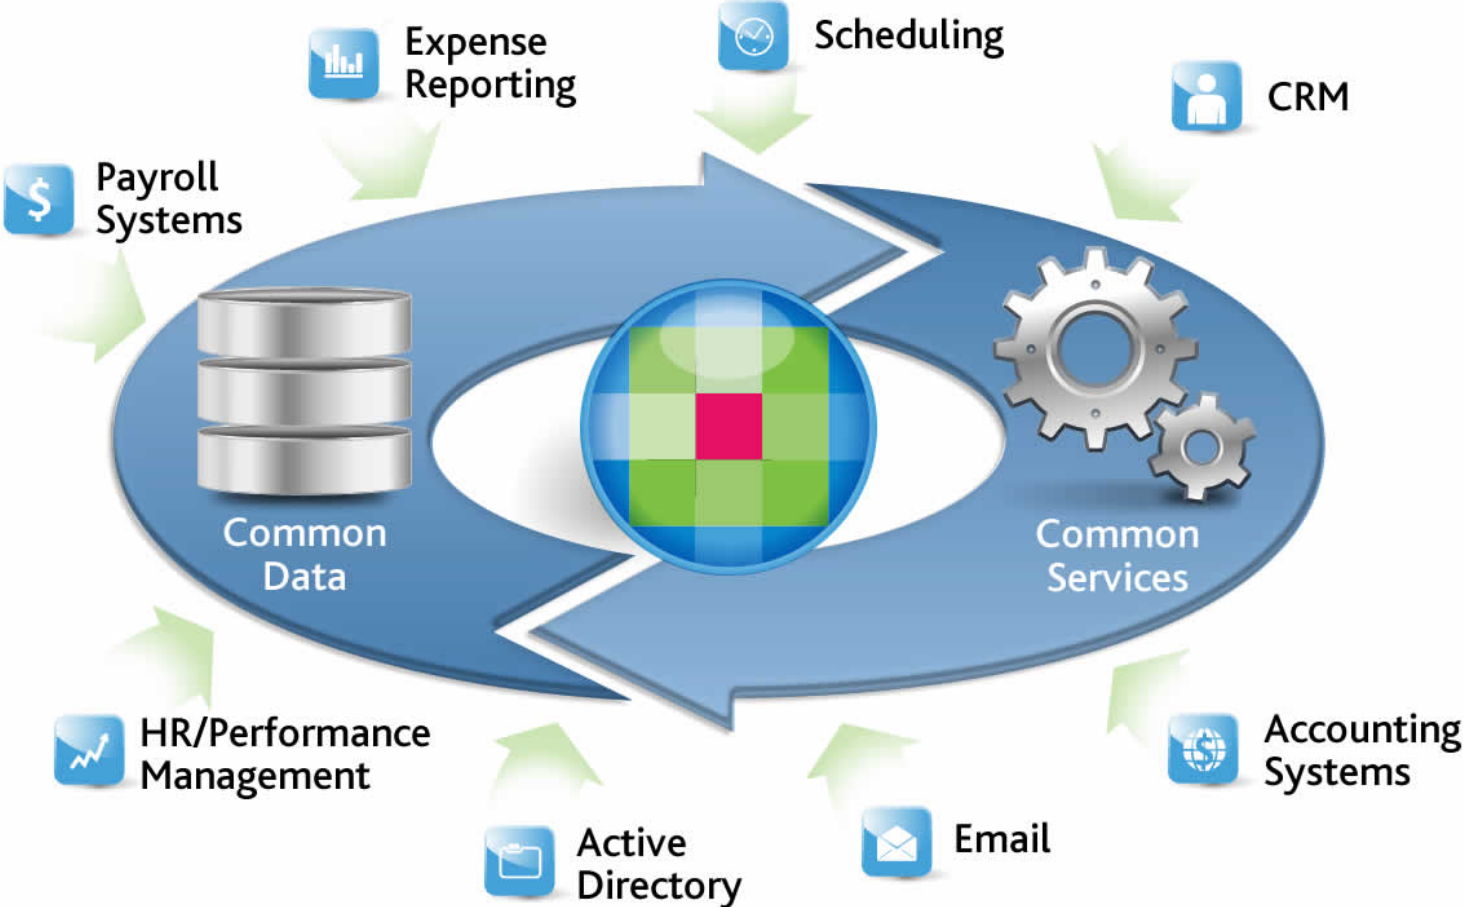 Expense
Reporting
Scheduling
CRM
Payroll
Systems
Common
Data
Common
Services
HR/Performance
Management
Accounting
Systems
Active
Directory
Email